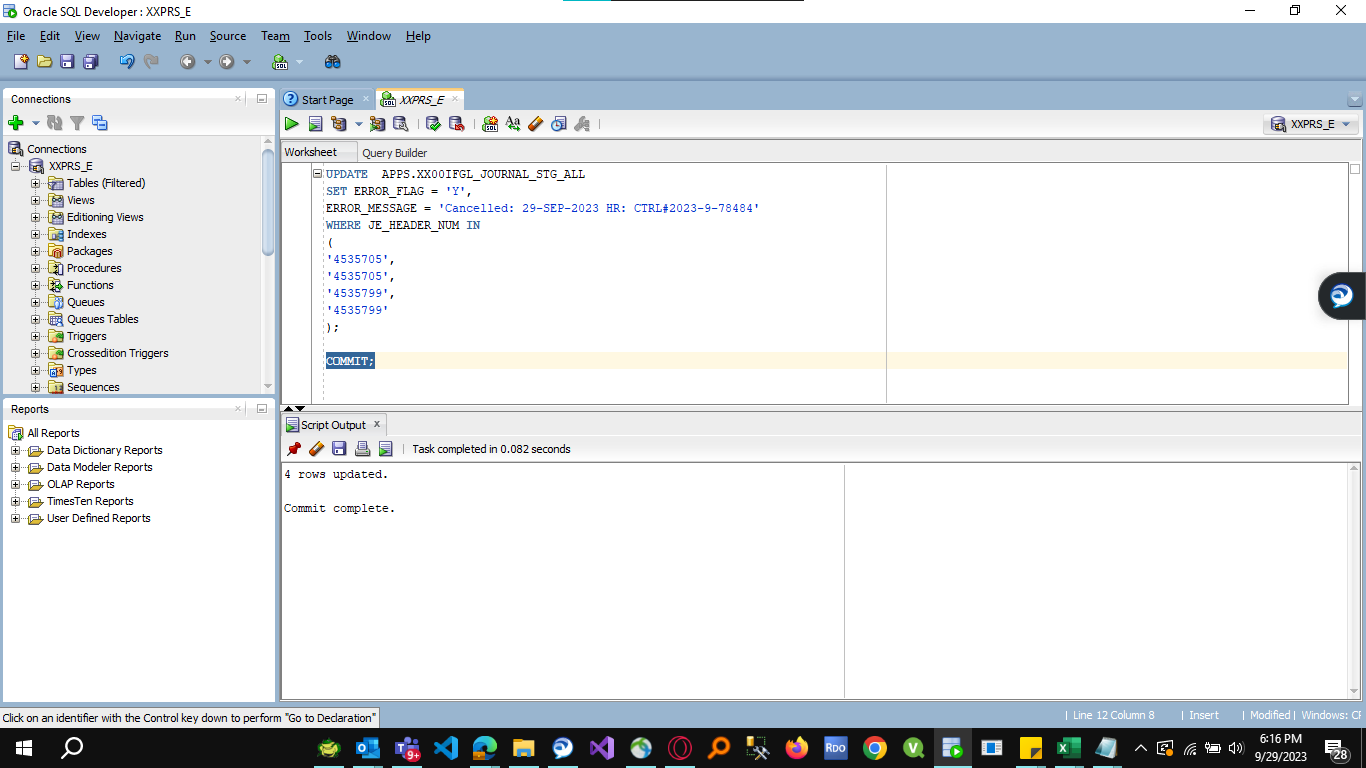 Oracle SQL Developer : XXPRS_E
File Edit View Navigate Run Source Team Tools Window Help
Connections
Connections
XXPRS_E
Tables (Filtered)
Views
Editioning Views
Indexes
Packages
Procedures
Functions
Queues
Queues Tables
Triggers
Crossedition Triggers
Types
Sequences
Reports
All Reports
Data Dictionary Reports
Data Modeler Reports
OLAP Reports
TimesTen Reports
User Defined Reports
Start Page XXPRS_E
XXPRS_E
Worksheet Query Builder
UPDATE APPS.XX00IFGL_JOURNAL_STG_ALL
SET ERROR_FLAG = 'Y',
ERROR_MESSAGE = 'Cancelled: 29-SEP-2023 HR: CTRL#2023-9-78484'
WHERE JE_HEADER_NUM IN
(
'4535705',
'4535705',
'4535799',
'4535799'
);
COMMIT;
Script Output
Task completed in 0.082 seconds
4 rows updated.
Commit complete.
Click on an identifier with the Control key down to perform "Go to Declaration"
Line 12 Column 8 Insert Modified Windows: CF
9+ RDO V
6:16 PM
9/29/2023
28